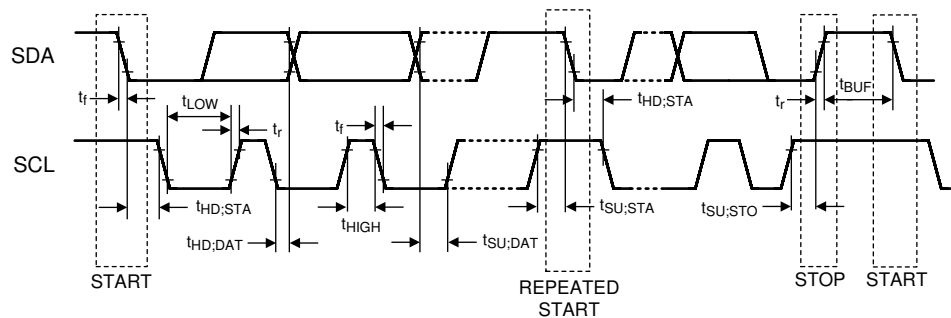 SDA
tf
tLOW
tr
tf
tHD;STA
tr
tBUF
SCL
tHD;STA
tHD;DAT
tHIGH
tSU;DAT
tSU;STA
tSU;STO
START
REPEATED
START
STOP
START